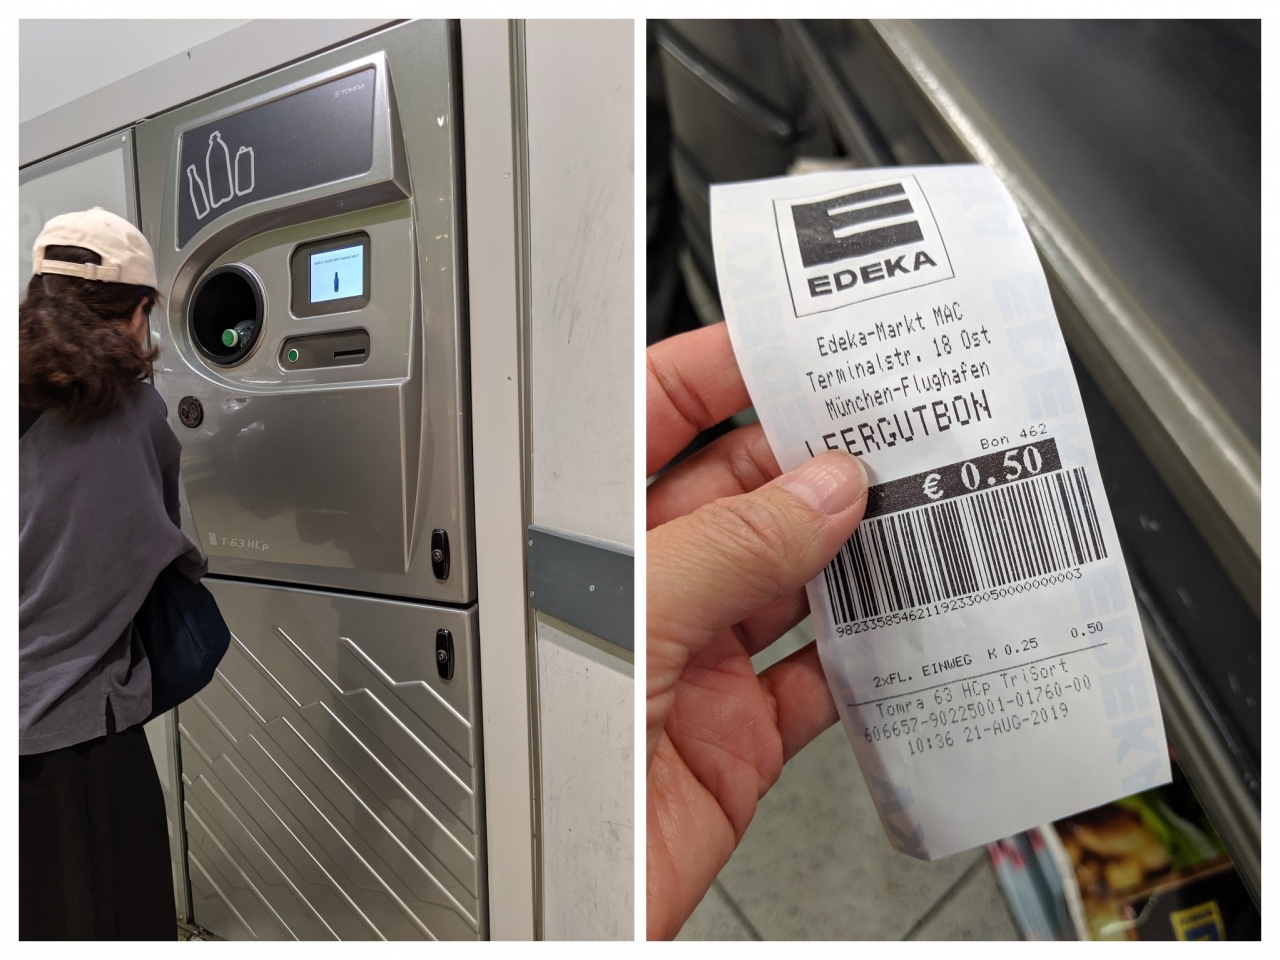 TOMRA
T-63 HCp
EDEKA
Edeka-Markt MAC
Terminalstr. 18 Ost
München-Flughafen
LEERGUTBON
Bon 462
€ 0.50
9823358546211923300500000000003
2xFL. EINWEG K 0.25 0.50
Tomra 63 HCp TriSort
606657-90225001-01760-00
10:36 21-AUG-2019